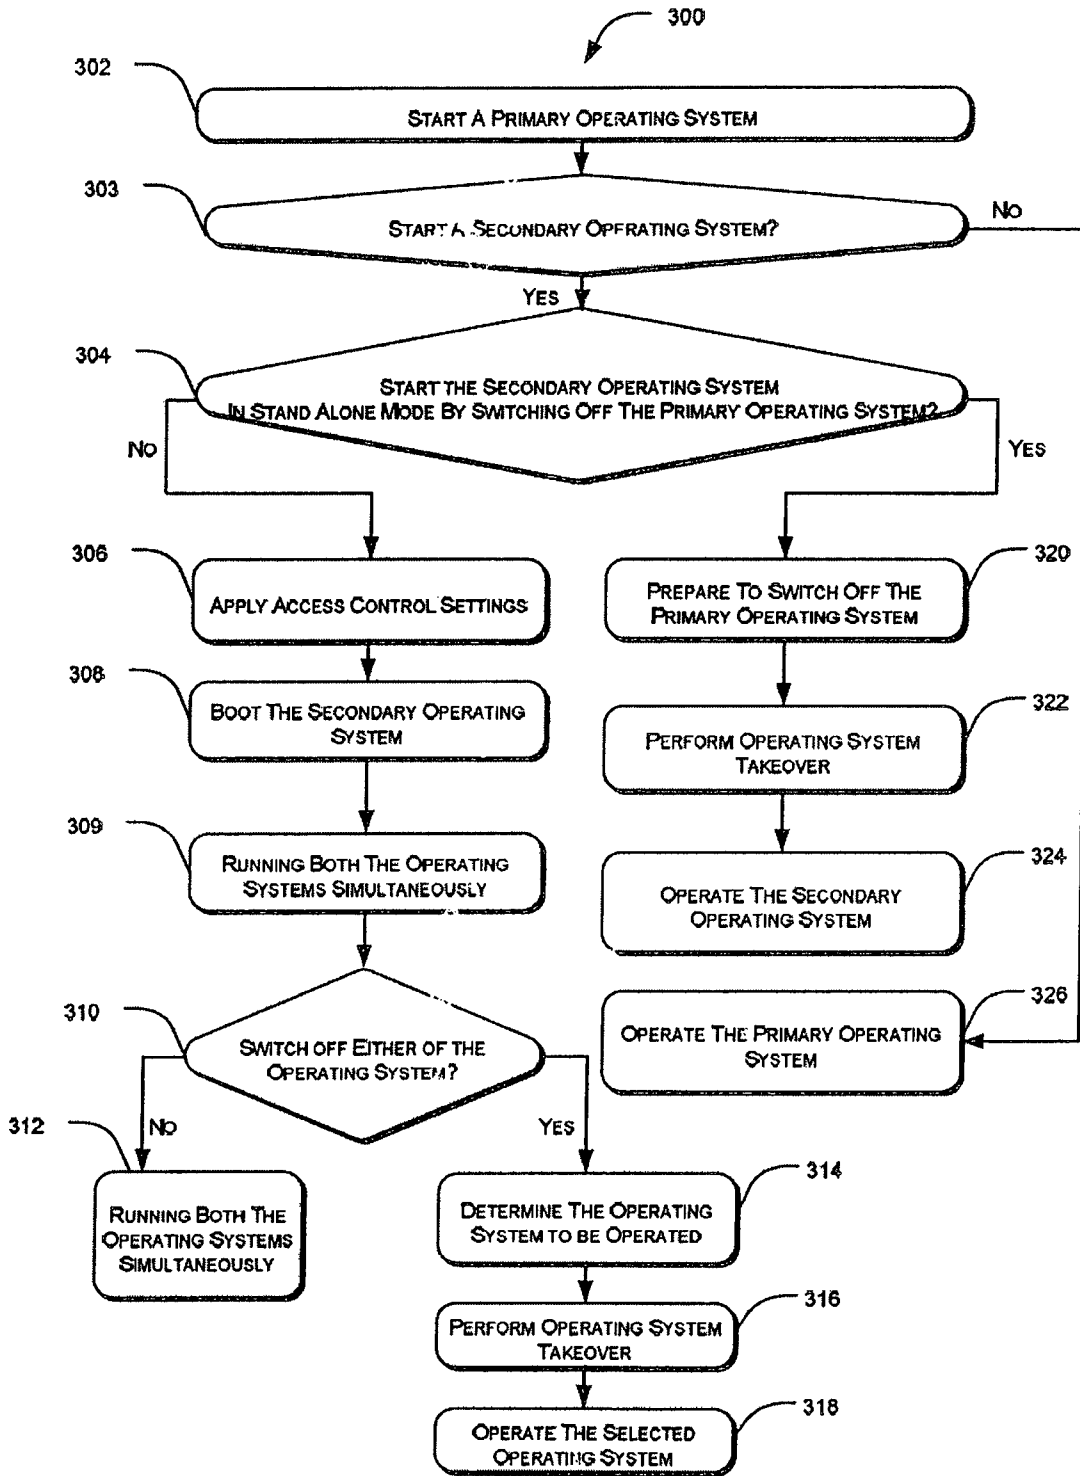 300
302
START A PRIMARY OPERATING SYSTEM
303
START A SECONDARY OPERATING SYSTEM?
NO
YES
304
START THE SECONDARY OPERATING SYSTEM
IN STAND ALONE MODE BY SWITCHING OFF THE PRIMARY OPERATING SYSTEM?
NO
YES
306
APPLY ACCESS CONTROL SETTINGS
320
PREPARE TO SWITCH OFF THE
PRIMARY OPERATING SYSTEM
308
BOOT THE SECONDARY OPERATING
SYSTEM
322
PERFORM OPERATING SYSTEM
TAKEOVER
309
RUNNING BOTH THE OPERATING
SYSTEMS SIMULTANEOUSLY
324
OPERATE THE SECONDARY
OPERATING SYSTEM
310
SWITCH OFF EITHER OF THE
OPERATING SYSTEM?
326
OPERATE THE PRIMARY OPERATING
SYSTEM
NO
YES
312
RUNNING BOTH THE
OPERATING SYSTEMS
SIMULTANEOUSLY
314
DETERMINE THE OPERATING
SYSTEM TO BE OPERATED
316
PERFORM OPERATING SYSTEM
TAKEOVER
318
OPERATE THE SELECTED
OPERATING SYSTEM